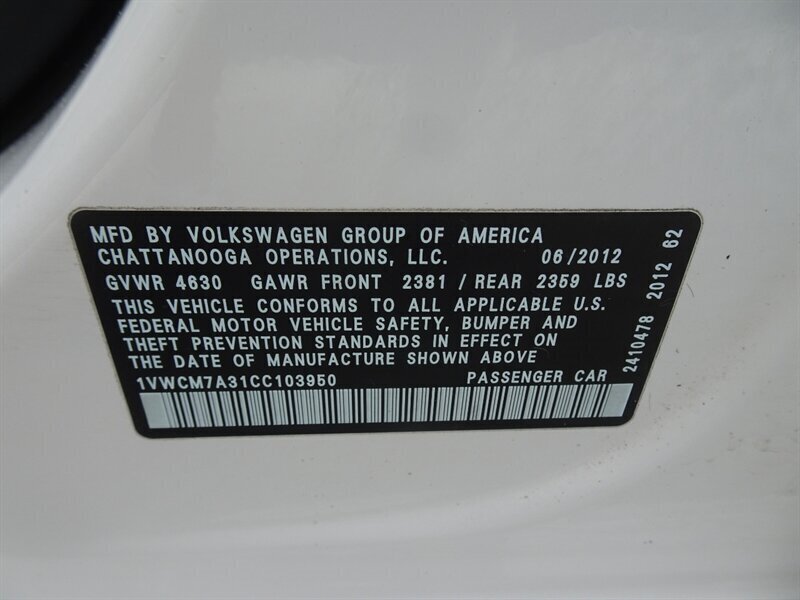 MFD BY VOLKSWAGEN GROUP OF AMERICA
CHATTANOOGA OPERATIONS, LLC. 06/2012
GVWR 4630 GAWR FRONT 2381 / REAR 2359 LBS
THIS VEHICLE CONFORMS TO ALL APPLICABLE U.S.
FEDERAL MOTOR VEHICLE SAFETY, BUMPER AND
THEFT PREVENTION STANDARDS IN EFFECT ON
THE DATE OF MANUFACTURE SHOWN ABOVE
1VWCM7A31CC103950 PASSENGER CAR
2410478 2012 62